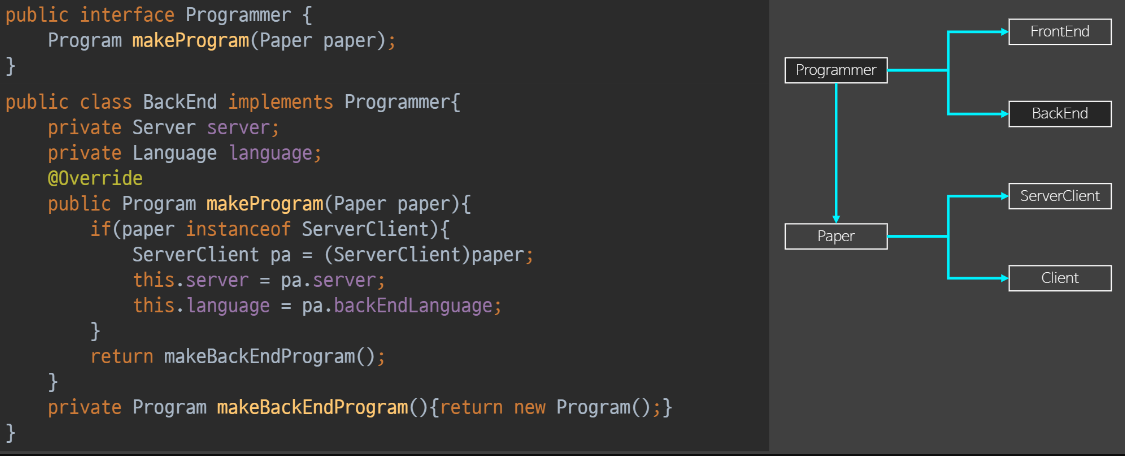 public interface Programmer {
    Program makeProgram(Paper paper);
}
public class BackEnd implements Programmer{
    private Server server;
    private Language language;
    @Override
    public Program makeProgram(Paper paper){
        if(paper instanceof ServerClient){
            ServerClient pa = (ServerClient)paper;
            this.server = pa.server;
            this.language = pa.backEndLanguage;
        }
        return makeBackEndProgram();
    }
    private Program makeBackEndProgram(){return new Program();}
}
FrontEnd
Programmer
BackEnd
ServerClient
Paper
Client